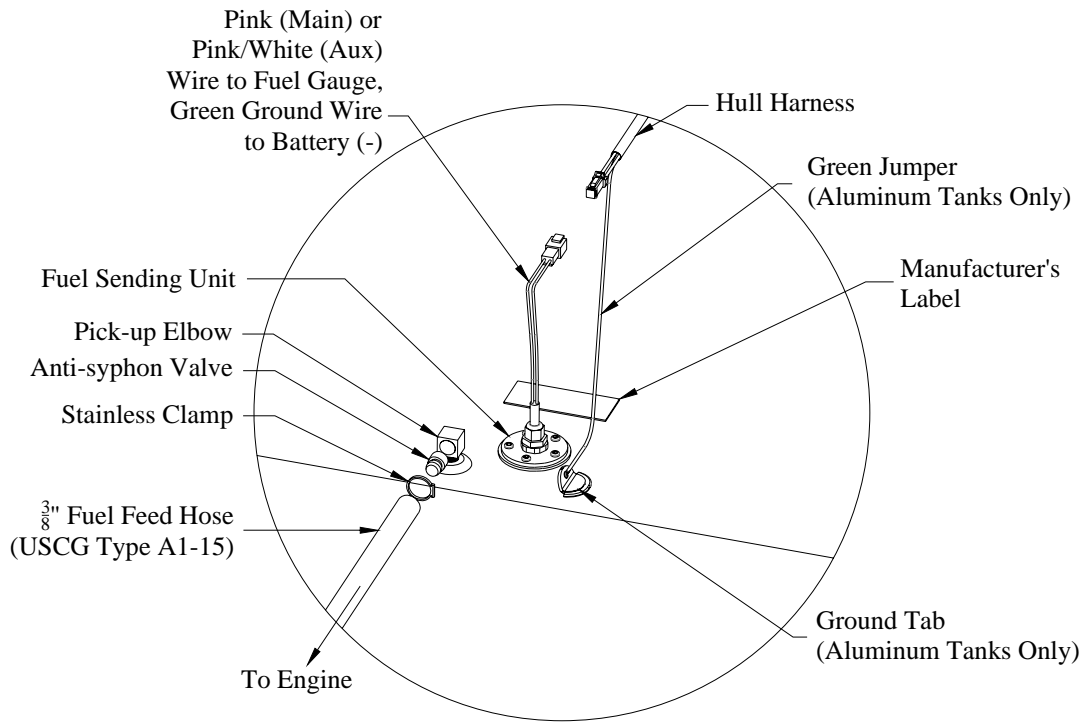 Pink (Main) or
Pink/White (Aux)
Wire to Fuel Gauge,
Green Ground Wire
to Battery (-)
Hull Harness
Green Jumper
(Aluminum Tanks Only)
Manufacturer's
Label
Fuel Sending Unit
Pick-up Elbow
Anti-syphon Valve
Stainless Clamp
3/8" Fuel Feed Hose
(USCG Type A1-15)
Ground Tab
(Aluminum Tanks Only)
To Engine